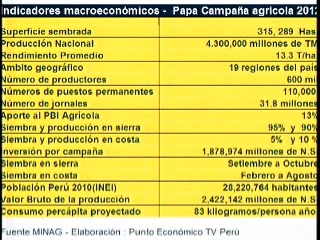 Indicadores macroeconómicos - Papa Campaña agricola 2012
Superficie sembrada 315, 289 Has
Producción Nacional 4.300,000 millones de TM
Rendimiento Promedio 13.3 T/ha
Ambito geográfico 19 regiones del país
Número de productores 600 mil
Números de puestos permanentes 110,000
Número de jornales 31.8 millones
Aporte al PBI Agrícola 13%
Siembra y producción en sierra 95% y 90%
Siembra y producción en costa 5% y 10 %
Inversión por campaña 1,878,974 millones de N.S.
Siembra en sierra Setiembre a Octubre
Siembra en costa Febrero a Agosto
Población Perú 2010(INEI) 28,220,764 habitantes
Valor Bruto de la producción 2,422,142 millones de N.S.
Consumo percápita proyectado 83 kilogramos/persona año
Fuente MINAG - Elaboración : Punto Económico TV Perú